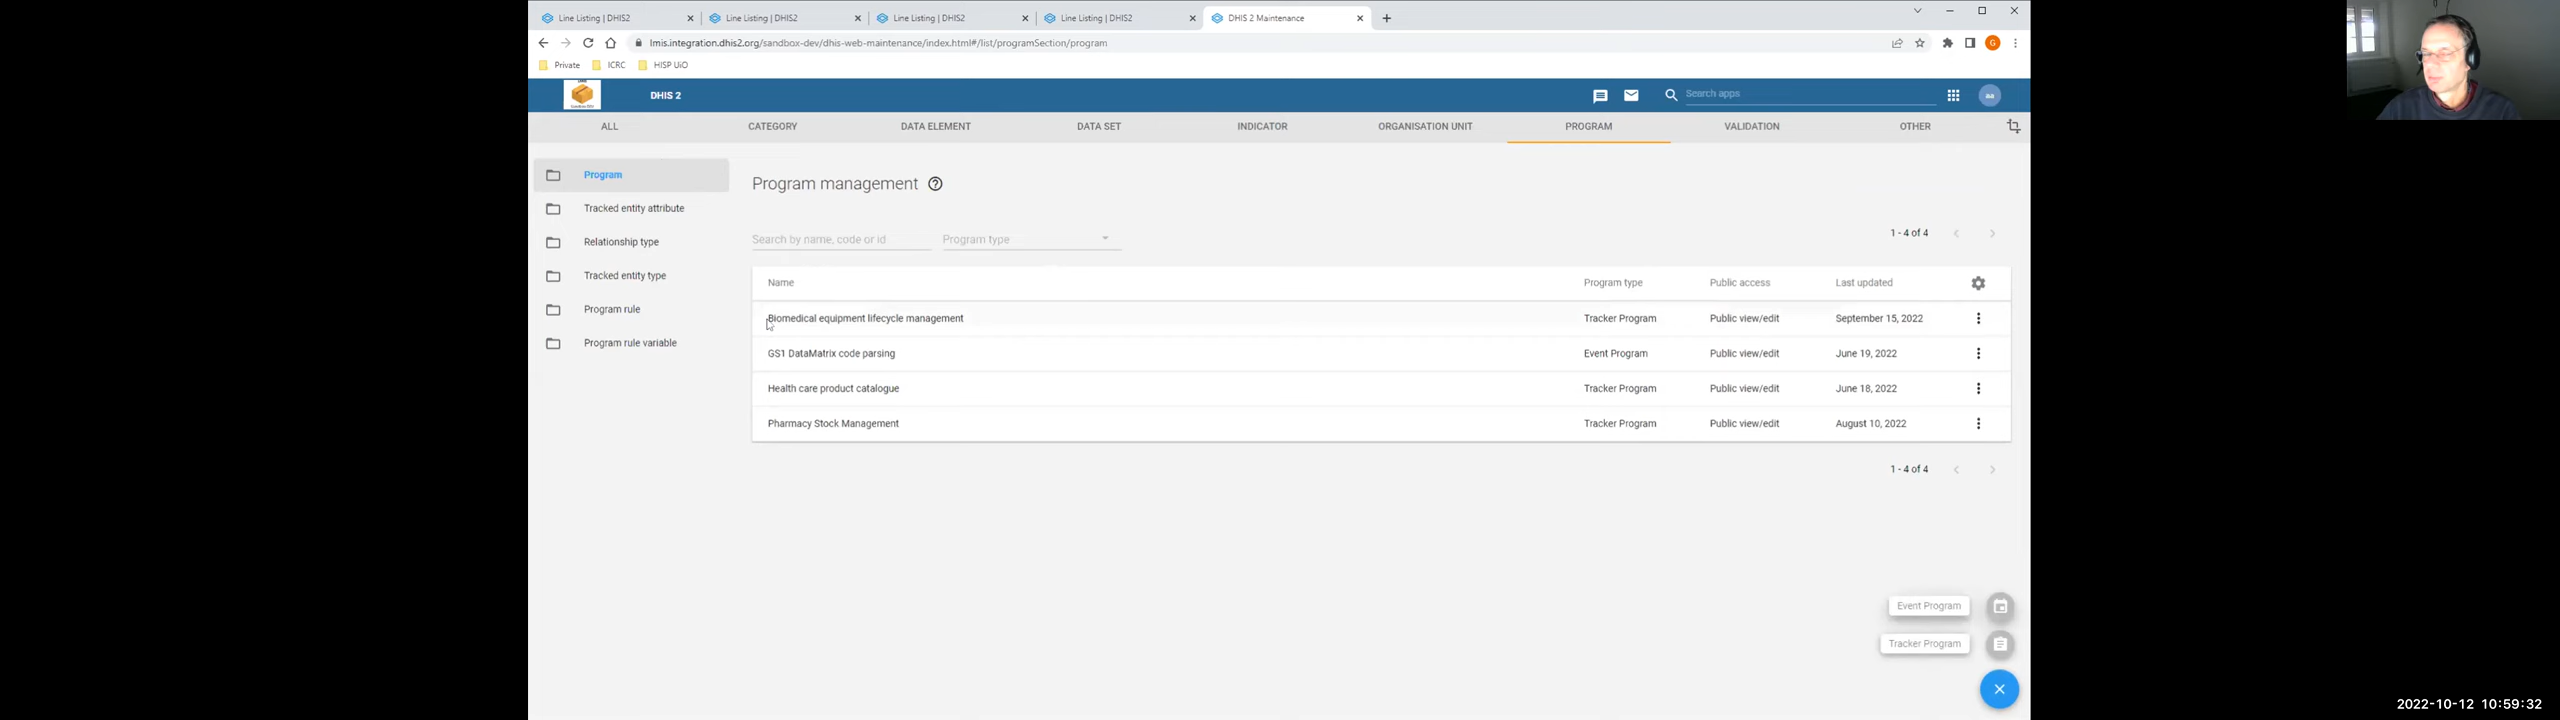 Line Listing | DHIS2
Line Listing | DHIS2
Line Listing | DHIS2
Line Listing | DHIS2
DHIS 2 Maintenance
lmis.integration.dhis2.org/sandbox-dev/dhis-web-maintenance/index.html#/list/programSection/program
G
Private
ICRC
HISP UiO
DHIS 2
Search apps
aa
ALL
CATEGORY
DATA ELEMENT
DATA SET
INDICATOR
ORGANISATION UNIT
PROGRAM
VALIDATION
OTHER
Program
Tracked entity attribute
Relationship type
Tracked entity type
Program rule
Program rule variable
Program management
Search by name, code or id
Program type
1 - 4 of 4
Name Program type Public access Last updated
Biomedical equipment lifecycle management Tracker Program Public view/edit September 15, 2022
GS1 DataMatrix code parsing Event Program Public view/edit June 19, 2022
Health care product catalogue Tracker Program Public view/edit June 18, 2022
Pharmacy Stock Management Tracker Program Public view/edit August 10, 2022
1 - 4 of 4
Event Program
Tracker Program
2022-10-12 10:59:32